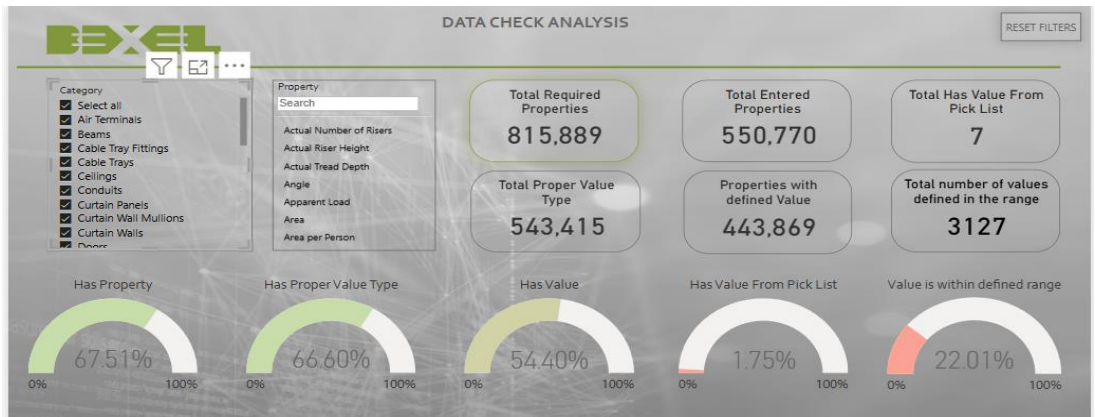 DATA CHECK ANALYSIS
BEXEL
RESET FILTERS
Category
Select all
Air Terminals
Beams
Cable Tray Fittings
Cable Trays
Ceilings
Conduits
Curtain Panels
Curtain Wall Mullions
Curtain Walls
Doors
Property
Search
Actual Number of Risers
Actual Riser Height
Actual Tread Depth
Angle
Apparent Load
Area
Area per Person
Total Required
Properties
815,889
Total Entered
Properties
550,770
Total Has Value From
Pick List
7
Total Proper Value
Type
543,415
Properties with
defined Value
443,869
Total number of values
defined in the range
3127
Has Property
67.51%
0%
100%
Has Proper Value Type
66.60%
0%
100%
Has Value
54.40%
0%
100%
Has Value From Pick List
1.75%
0%
100%
Value is within defined range
22.01%
0%
100%